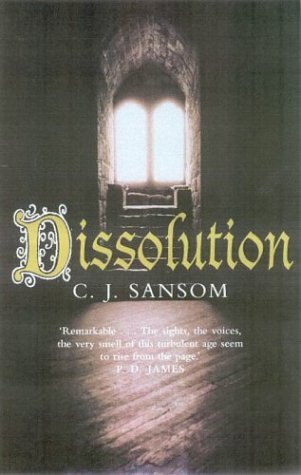 Dissolution
C. J. SANSOM
'Remarkable . . . The sights, the voices,
the very smell of this turbulent age seem
to rise from the page.'
P. D. JAMES